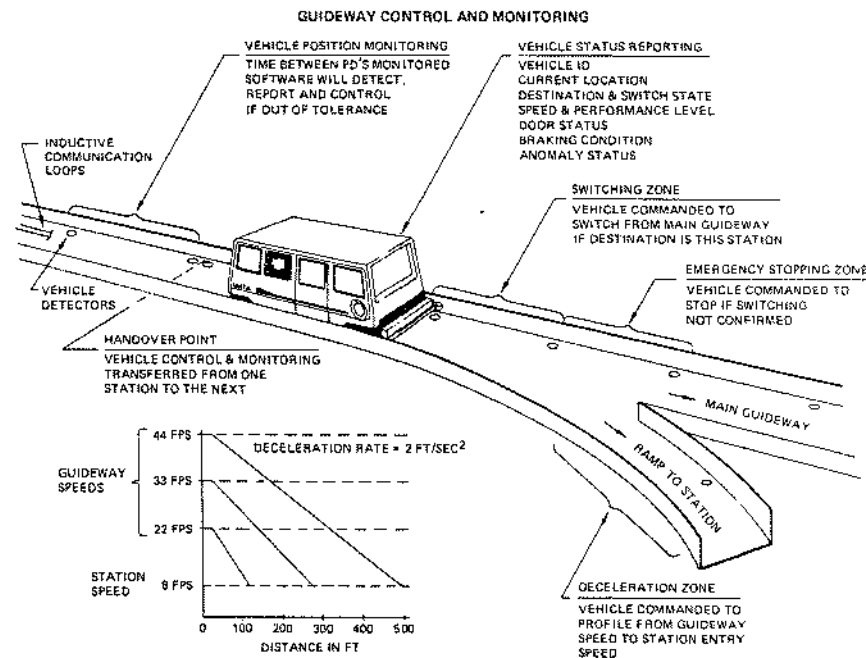 GUIDEWAY CONTROL AND MONITORING
VEHICLE POSITION MONITORING
TIME BETWEEN PD'S MONITORED
SOFTWARE WILL DETECT,
REPORT AND CONTROL
IF OUT OF TOLERANCE
VEHICLE STATUS REPORTING
VEHICLE ID
CURRENT LOCATION
DESTINATION & SWITCH STATE
SPEED & PERFORMANCE LEVEL
DOOR STATUS
BRAKING CONDITION
ANOMALY STATUS
INDUCTIVE
COMMUNICATION
LOOPS
SWITCHING ZONE
VEHICLE COMMANDED TO
SWITCH FROM MAIN GUIDEWAY
IF DESTINATION IS THIS STATION
EMERGENCY STOPPING ZONE
VEHICLE COMMANDED TO
STOP IF SWITCHING
NOT CONFIRMED
VEHICLE
DETECTORS
HANDOVER POINT
VEHICLE CONTROL & MONITORING
TRANSFERRED FROM ONE
STATION TO THE NEXT
MAIN GUIDEWAY
RAMP TO STATION
44 FPS
DECELERATION RATE = 2 FT/SEC²
GUIDEWAY
SPEEDS
33 FPS
22 FPS
STATION
SPEED
8 FPS
0 100 200 300 400 500
DISTANCE IN FT
DECELERATION ZONE
VEHICLE COMMANDED TO
PROFILE FROM GUIDEWAY
SPEED TO STATION ENTRY
SPEED